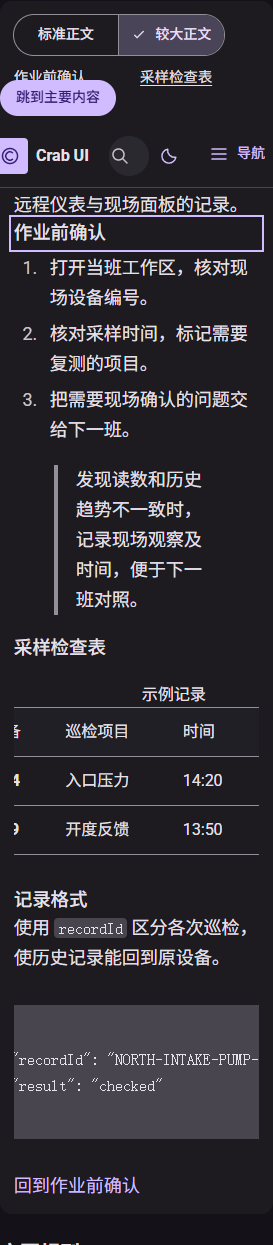 标准正文 较大正文
作业前确认 采样检查表
跳到主要内容
Crab UI 导航
远程仪表与现场面板的记录。
作业前确认
1. 打开当班工作区，核对现
场设备编号。
2. 核对采样时间，标记需要
复测的项目。
3. 把需要现场确认的问题交
给下一班。
发现读数和历史
趋势不一致时，
记录现场观察及
时间，便于下一
班对照。
采样检查表
示例记录
备 巡检项目 时间
4 入口压力 14:20
9 开度反馈 13:50
记录格式
使用 recordId 区分各次巡检，
使历史记录能回到原设备。
"recordId": "NORTH-INTAKE-PUMP-
"result": "checked"
回到作业前确认